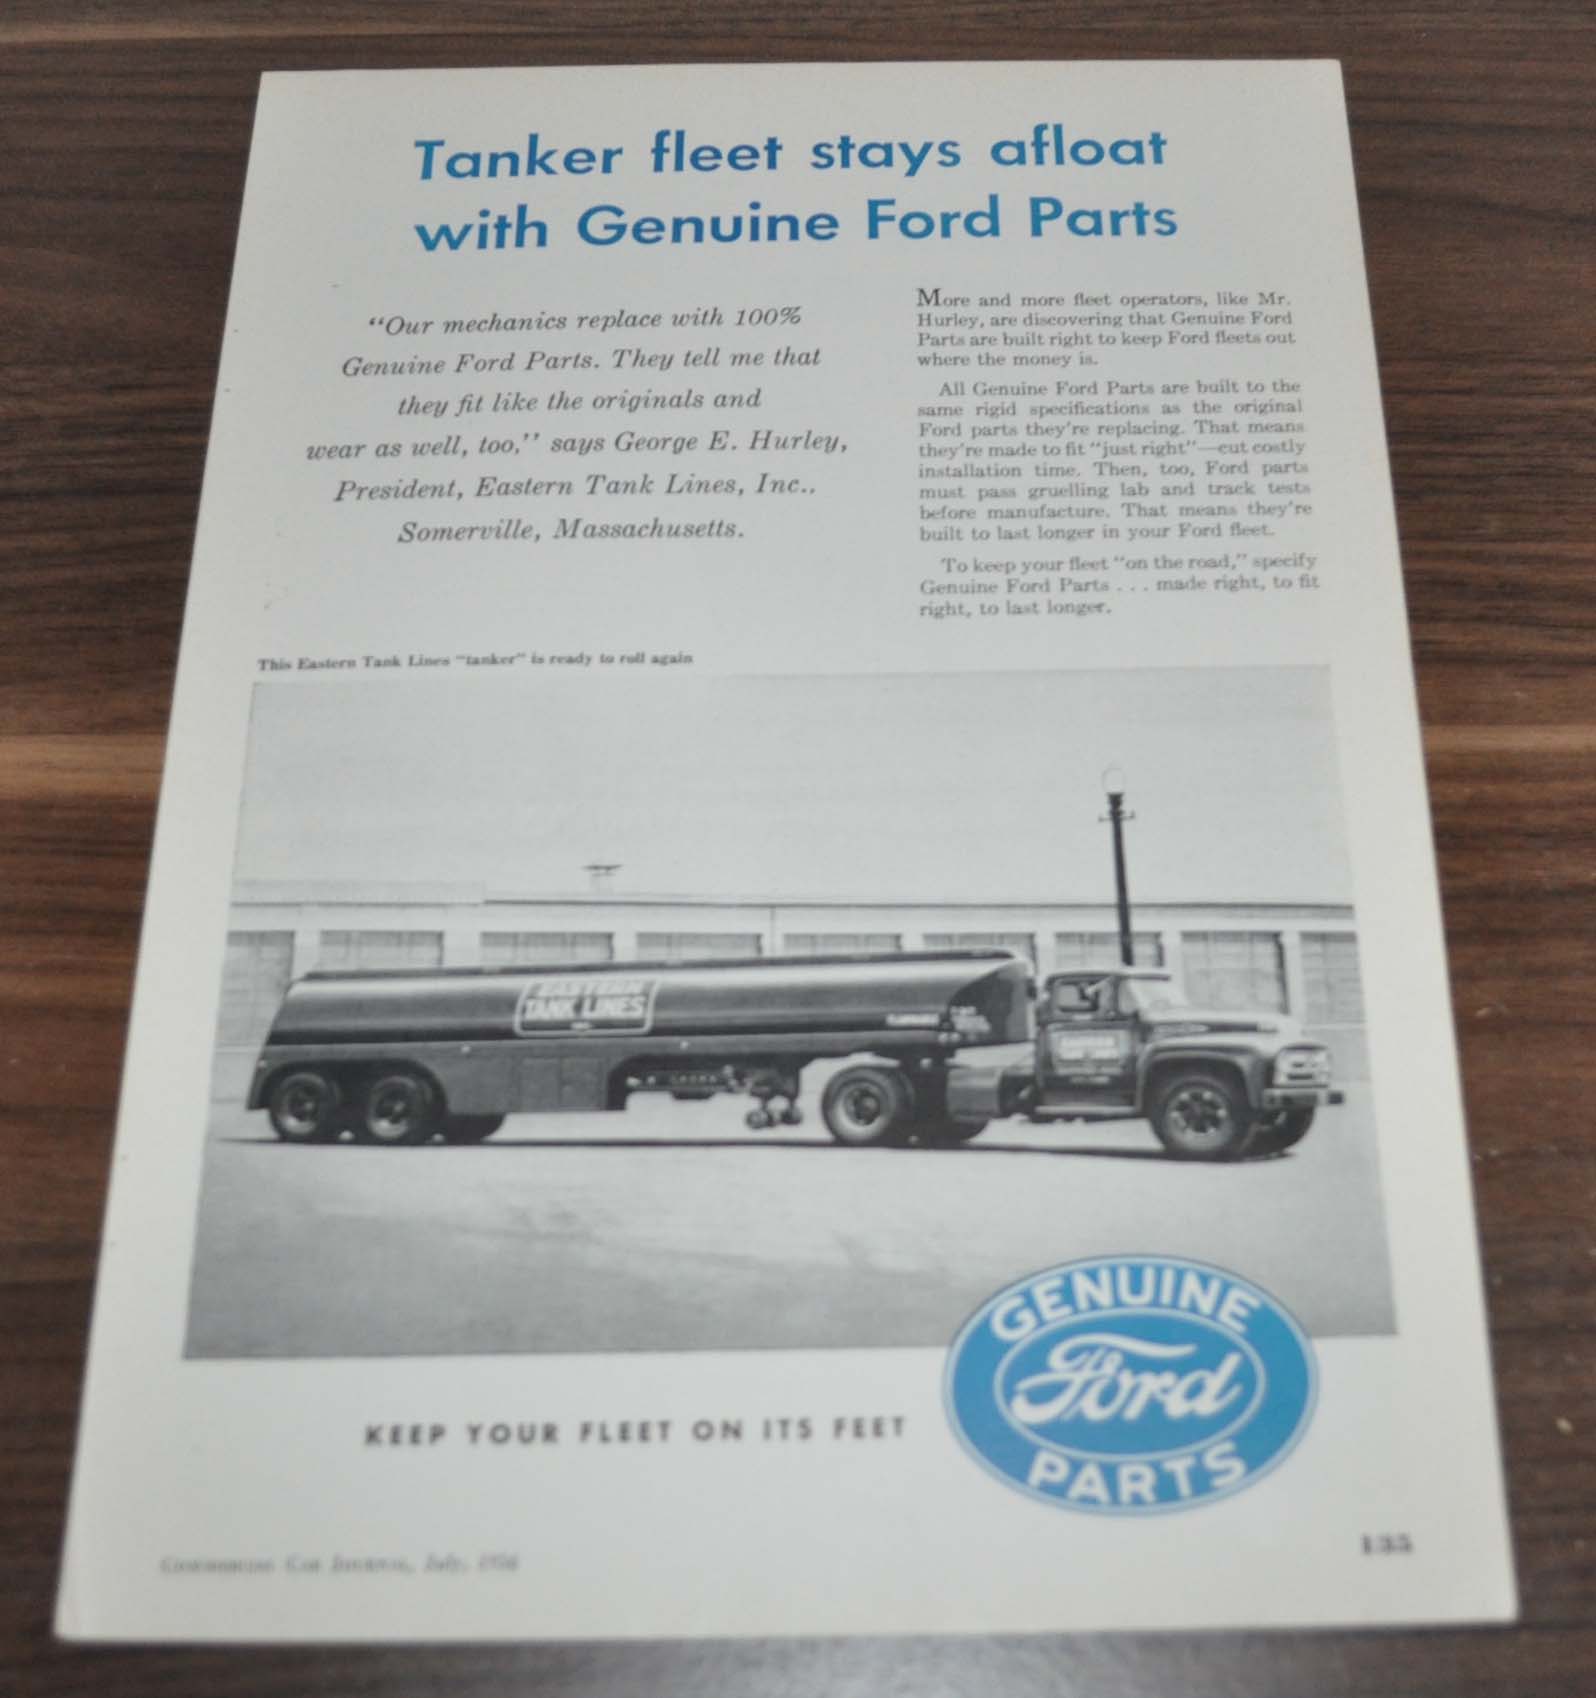 Tanker fleet stays afloat
with Genuine Ford Parts
“Our mechanics replace with 100%
Genuine Ford Parts. They tell me that
they fit like the originals and
wear as well, too,” says George E. Hurley,
President, Eastern Tank Lines, Inc.,
Somerville, Massachusetts.
More and more fleet operators, like Mr.
Hurley, are discovering that Genuine Ford
Parts are built right to keep Ford fleets out
where the money is.
All Genuine Ford Parts are built to the
same rigid specifications as the original
Ford parts they’re replacing. That means
they’re made to fit “just right”—cut costly
installation time. Then, too, Ford parts
must pass gruelling lab and track tests
before manufacture. That means they’re
built to last longer in your Ford fleet.
To keep your fleet “on the road,” specify
Genuine Ford Parts . . . made right, to fit
right, to last longer.
This Eastern Tank Lines “tanker” is ready to roll again
EASTERN
TANK LINES
EASTERN
TANK LINES
GENUINE
Ford
PARTS
KEEP YOUR FLEET ON ITS FEET
Commercial Car Journal, July, 1956
135